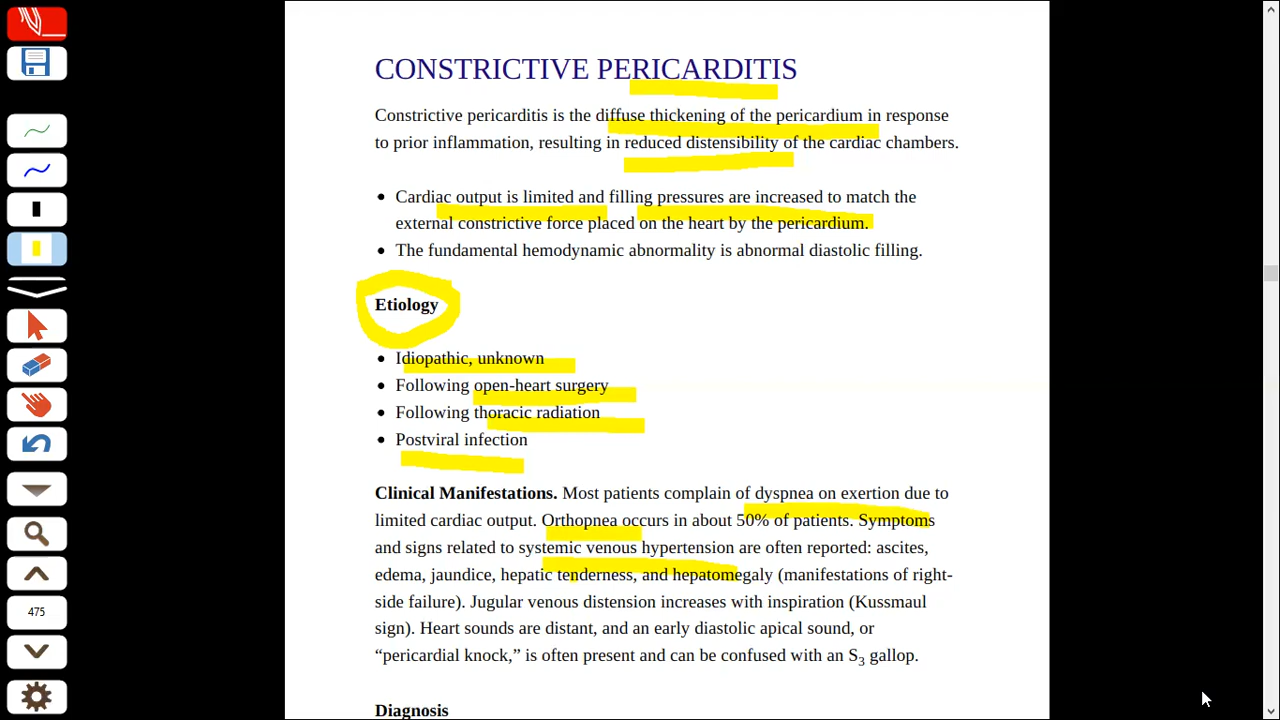 CONSTRICTIVE PERICARDITIS
Constrictive pericarditis is the diffuse thickening of the pericardium in response
to prior inflammation, resulting in reduced distensibility of the cardiac chambers.
• Cardiac output is limited and filling pressures are increased to match the
external constrictive force placed on the heart by the pericardium.
• The fundamental hemodynamic abnormality is abnormal diastolic filling.
Etiology
• Idiopathic, unknown
• Following open-heart surgery
• Following thoracic radiation
• Postviral infection
Clinical Manifestations. Most patients complain of dyspnea on exertion due to
limited cardiac output. Orthopnea occurs in about 50% of patients. Symptoms
and signs related to systemic venous hypertension are often reported: ascites,
edema, jaundice, hepatic tenderness, and hepatomegaly (manifestations of right-
side failure). Jugular venous distension increases with inspiration (Kussmaul
sign). Heart sounds are distant, and an early diastolic apical sound, or
“pericardial knock,” is often present and can be confused with an S3 gallop.
Diagnosis
475